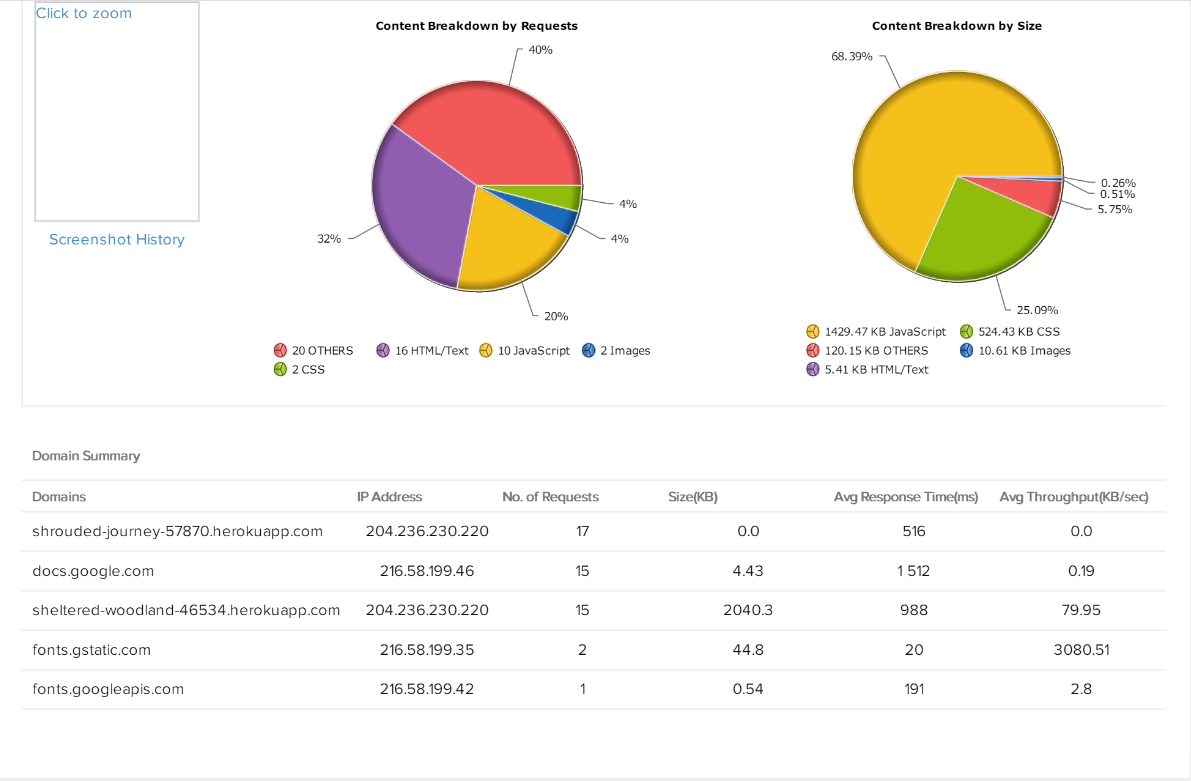 Click to zoom
Screenshot History
Content Breakdown by Requests
40%
4%
4%
20%
32%
20 OTHERS 16 HTML/Text 10 JavaScript 2 Images
2 CSS
Content Breakdown by Size
68.39%
0.26%
0.51%
5.75%
25.09%
1429.47 KB JavaScript 524.43 KB CSS
120.15 KB OTHERS 10.61 KB Images
5.41 KB HTML/Text
Domain Summary
Domains IP Address No. of Requests Size(KB) Avg Response Time(ms) Avg Throughput(KB/sec)
shrouded-journey-57870.herokuapp.com 204.236.230.220 17 0.0 516 0.0
docs.google.com 216.58.199.46 15 4.43 1 512 0.19
sheltered-woodland-46534.herokuapp.com 204.236.230.220 15 2040.3 988 79.95
fonts.gstatic.com 216.58.199.35 2 44.8 20 3080.51
fonts.googleapis.com 216.58.199.42 1 0.54 191 2.8